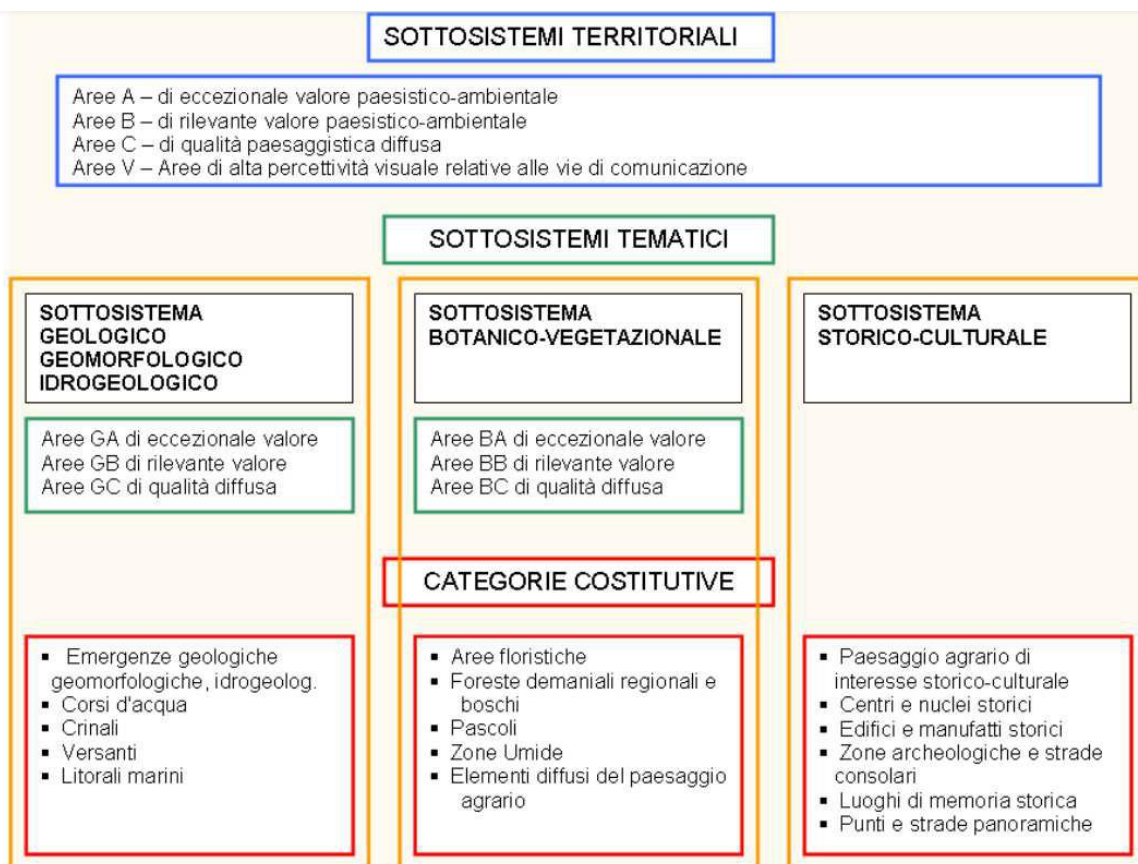 SOTTOSISTEMI TERRITORIALI
Aree A – di eccezionale valore paesistico-ambientale
Aree B – di rilevante valore paesistico-ambientale
Aree C – di qualità paesaggistica diffusa
Aree V – Aree di alta percettività visuale relative alle vie di comunicazione
SOTTOSISTEMI TEMATICI
SOTTOSISTEMA
GEOLOGICO
GEOMORFOLOGICO
IDROGEOLOGICO
Aree GA di eccezionale valore
Aree GB di rilevante valore
Aree GC di qualità diffusa
SOTTOSISTEMA
BOTANICO-VEGETAZIONALE
Aree BA di eccezionale valore
Aree BB di rilevante valore
Aree BC di qualità diffusa
SOTTOSISTEMA
STORICO-CULTURALE
CATEGORIE COSTITUTIVE
▪ Emergenze geologiche
geomorfologiche, idrogeolog.
▪ Corsi d'acqua
▪ Crinali
▪ Versanti
▪ Litorali marini
▪ Aree floristiche
▪ Foreste demaniali regionali e
boschi
▪ Pascoli
▪ Zone Umide
▪ Elementi diffusi del paesaggio
agrario
▪ Paesaggio agrario di
interesse storico-culturale
▪ Centri e nuclei storici
▪ Edifici e manufatti storici
▪ Zone archeologiche e strade
consolari
▪ Luoghi di memoria storica
▪ Punti e strade panoramiche